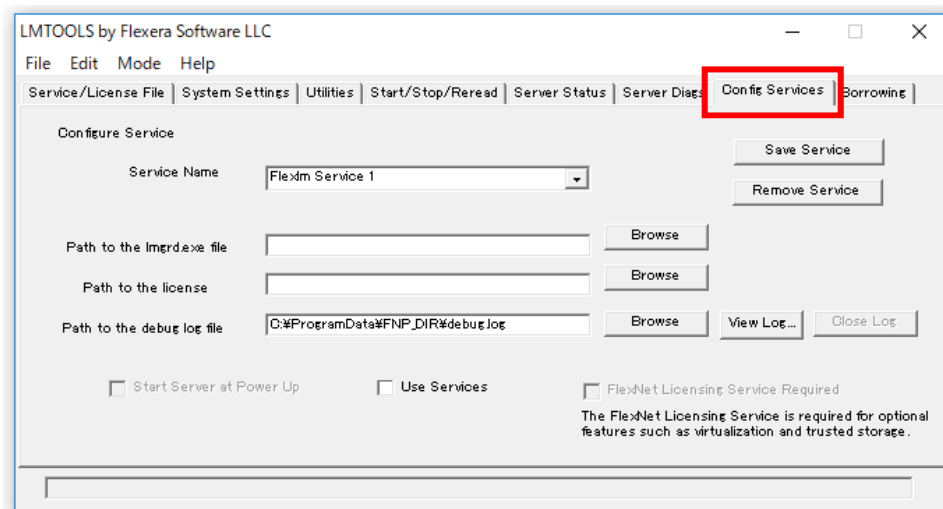 LMTOOLS by Flexera Software LLC
File Edit Mode Help
Service/License File System Settings Utilities Start/Stop/Reread Server Status Server Diags Config Services Borrowing
Configure Service
Save Service
Service Name Flexlm Service 1
Remove Service
Path to the lmgrd.exe file Browse
Path to the license Browse
Path to the debug log file C:¥ProgramData¥FNP_DIR¥debug.log Browse View Log... Close Log
Start Server at Power Up Use Services FlexNet Licensing Service Required
The FlexNet Licensing Service is required for optional
features such as virtualization and trusted storage.